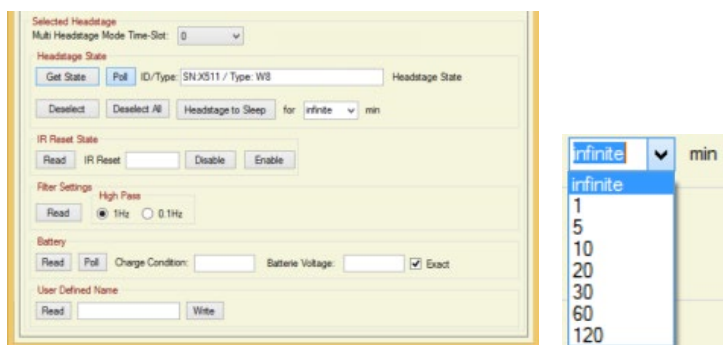 Selected Headstage
Multi Headstage Mode Time-Slot: 0
Headstage State
Get State Poll ID/Type: SN:X511 / Type: W8 Headstage State
Deselect Deselect All Headstage to Sleep for infinite min
IR Reset State
Read IR Reset Disable Enable
Filter Settings
High Pass
Read 1Hz 0.1Hz
Battery
Read Poll Charge Condition: Batterie Voltage: Exact
User Defined Name
Read Write
infinite min
infinite
1
5
10
20
30
60
120